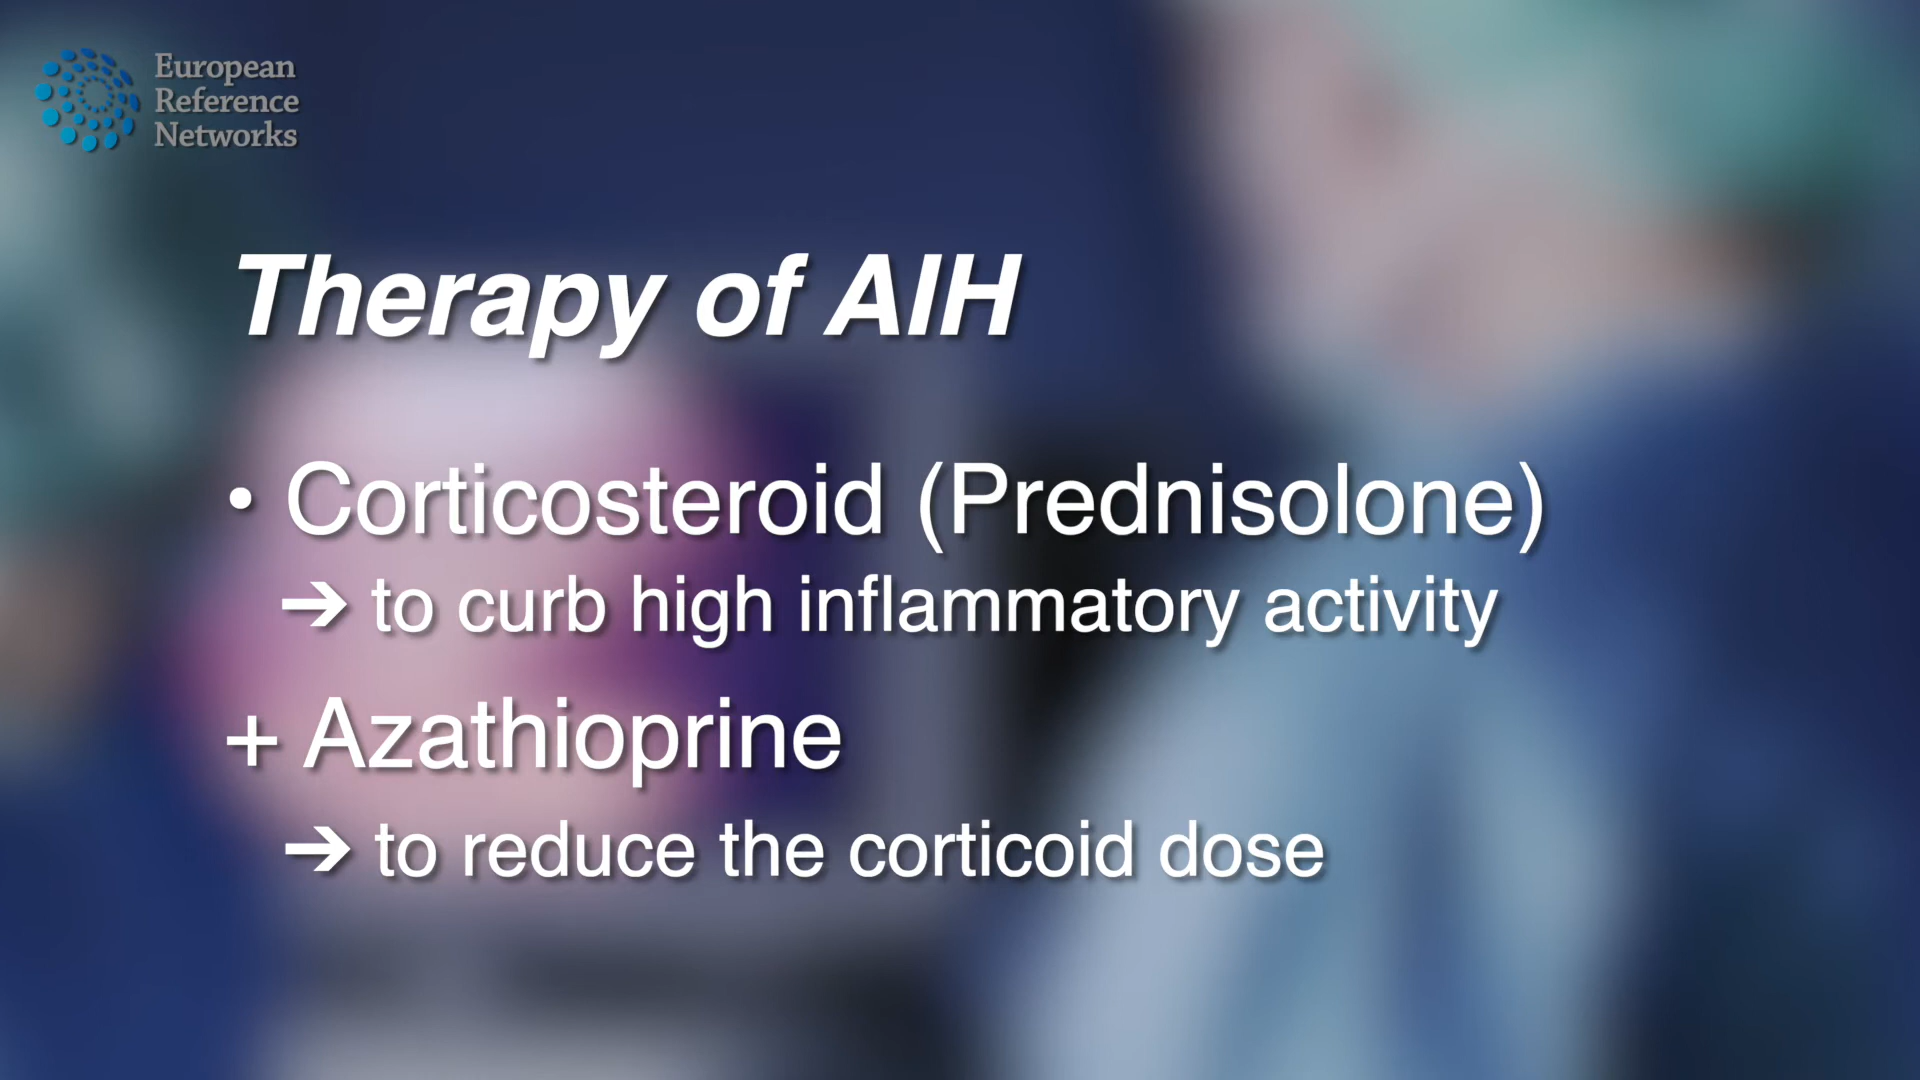 European
Reference
Networks
Therapy of AIH
• Corticosteroid (Prednisolone)
➔ to curb high inflammatory activity
+ Azathioprine
➔ to reduce the corticoid dose